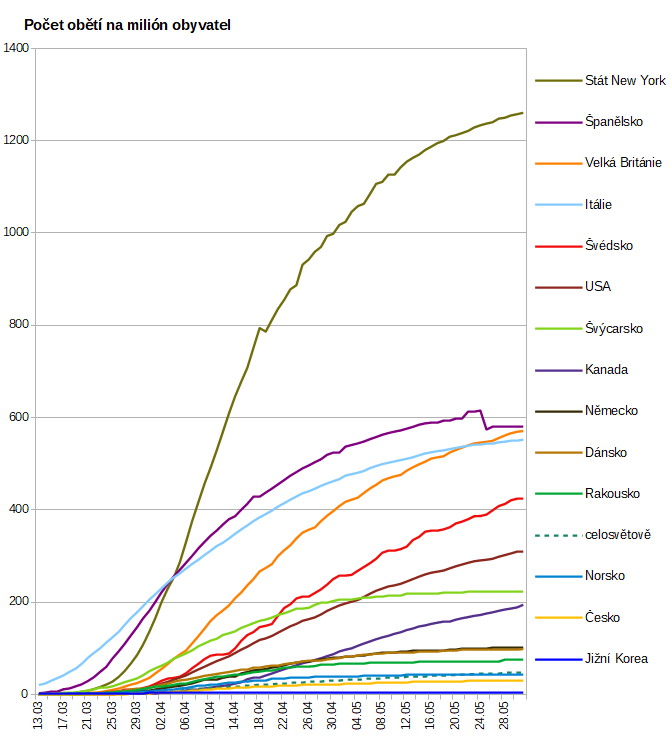 Počet obětí na milión obyvatel
1400
1200
1000
800
600
400
200
0
13.03
17.03
21.03
25.03
29.03
02.04
06.04
10.04
14.04
18.04
22.04
26.04
30.04
04.05
08.05
12.05
16.05
20.05
24.05
28.05
Stát New York
Španělsko
Velká Británie
Itálie
Švédsko
USA
Švýcarsko
Kanada
Německo
Dánsko
Rakousko
celosvětově
Norsko
Česko
Jižní Korea